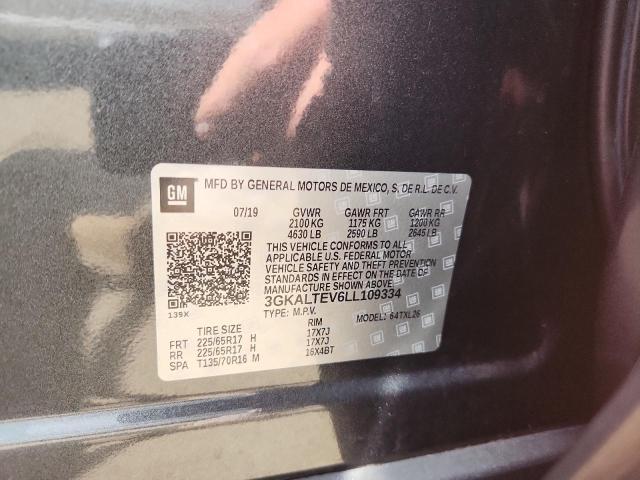 GM MFD BY GENERAL MOTORS DE MEXICO, S. DE R.L. DE C.V.
07/19 GVWR GAWR FRT GAWR RR
2100 KG 1175 KG 1200 KG
4630 LB 2590 LB 2645 LB
THIS VEHICLE CONFORMS TO ALL
APPLICABLE U.S. FEDERAL MOTOR
VEHICLE SAFETY AND THEFT PREVENTION
STANDARDS IN EFFECT ON THE DATE OF
MANUFACTURE SHOWN ABOVE.
3GKALTEV6LL109334
139X
TYPE: M.P.V. MODEL: 64TXL26
TIRE SIZE RIM
FRT 225/65R17 H 17X7J
RR 225/65R17 H 17X7J
SPA T135/70R16 M 16X4BT